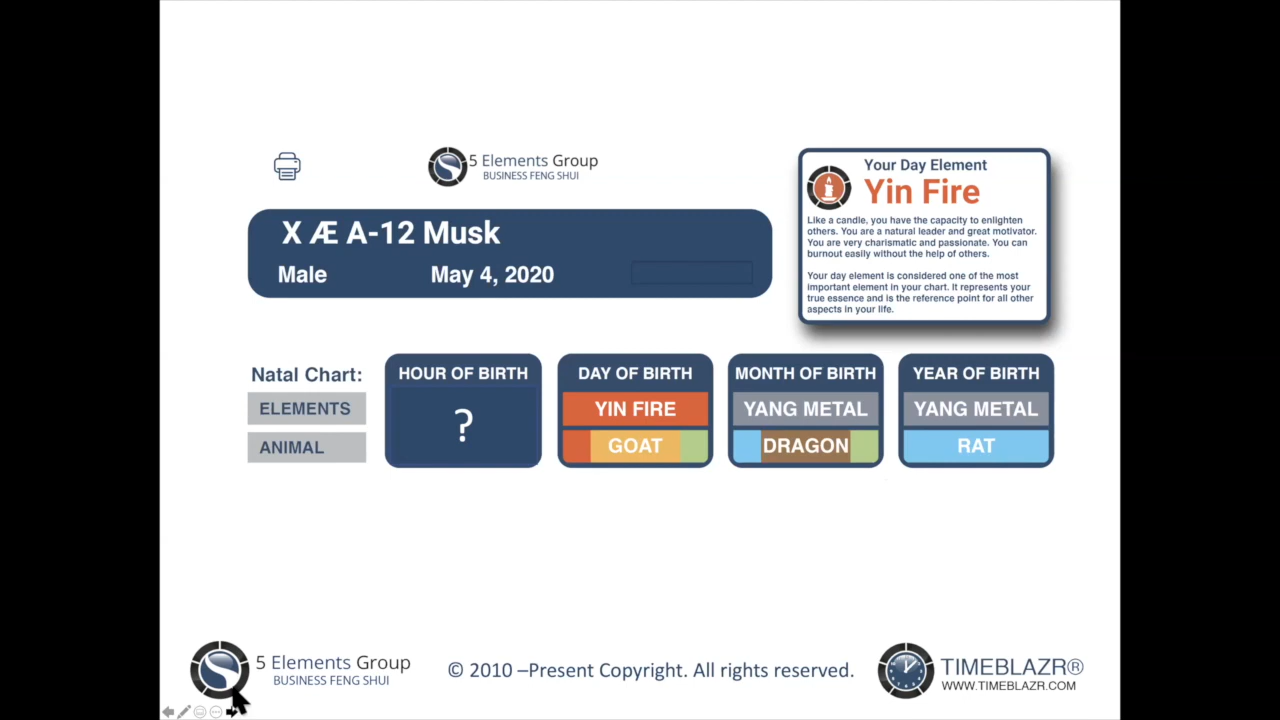 5 Elements Group
BUSINESS FENG SHUI
X Æ A-12 Musk
Male May 4, 2020
Your Day Element
Yin Fire
Like a candle, you have the capacity to enlighten
others. You are a natural leader and great motivator.
You are very charismatic and passionate. You can
burnout easily without the help of others.
Your day element is considered one of the most
important element in your chart. It represents your
true essence and is the reference point for all other
aspects in your life.
Natal Chart:
ELEMENTS
ANIMAL
HOUR OF BIRTH
?
DAY OF BIRTH
YIN FIRE
GOAT
MONTH OF BIRTH
YANG METAL
DRAGON
YEAR OF BIRTH
YANG METAL
RAT
5 Elements Group
BUSINESS FENG SHUI
© 2010 –Present Copyright. All rights reserved.
TIMEBLAZR®
WWW.TIMEBLAZR.COM